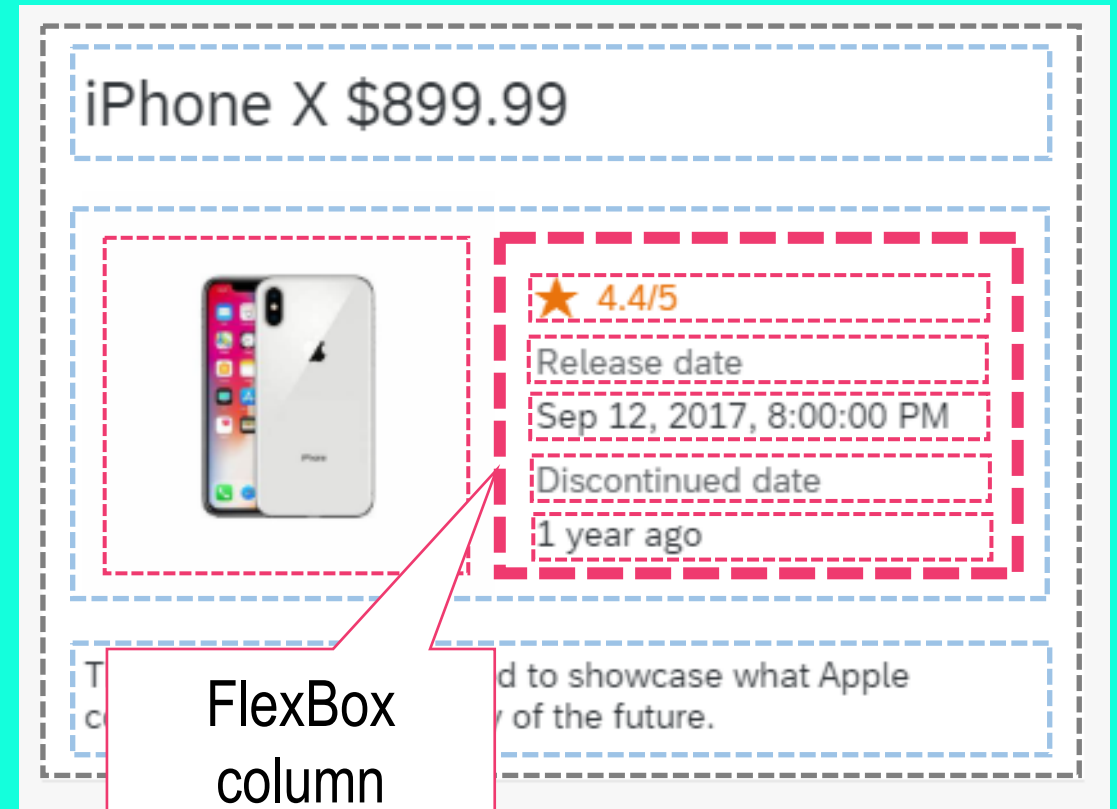 iPhone X $899.99
4.4/5
Release date
Sep 12, 2017, 8:00:00 PM
Discontinued date
1 year ago
d to showcase what Apple
of the future.
FlexBox
column